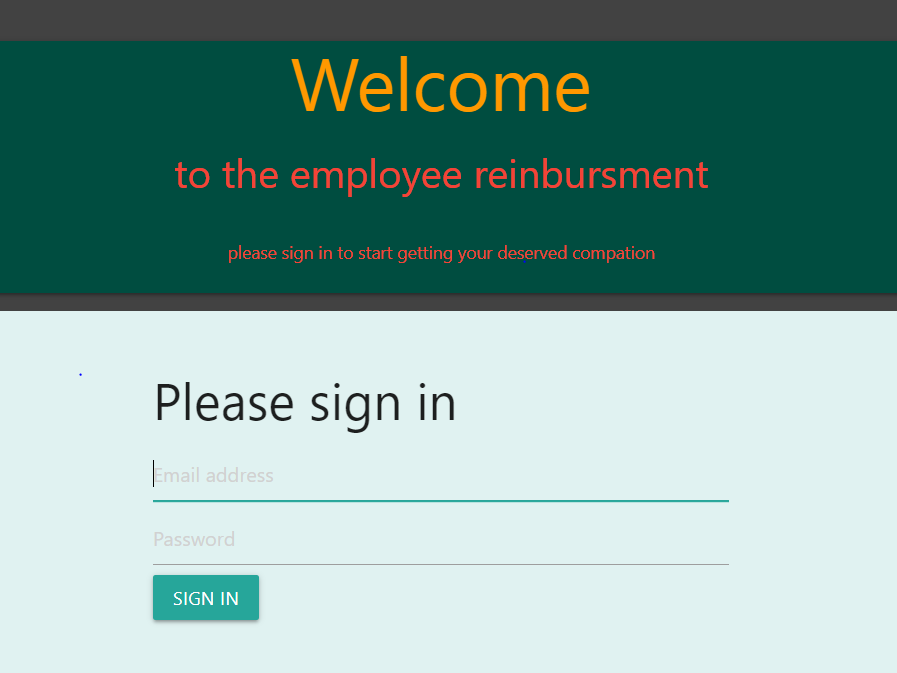 Welcome
to the employee reinbursment
please sign in to start getting your deserved compation
Please sign in
Email address
Password
SIGN IN